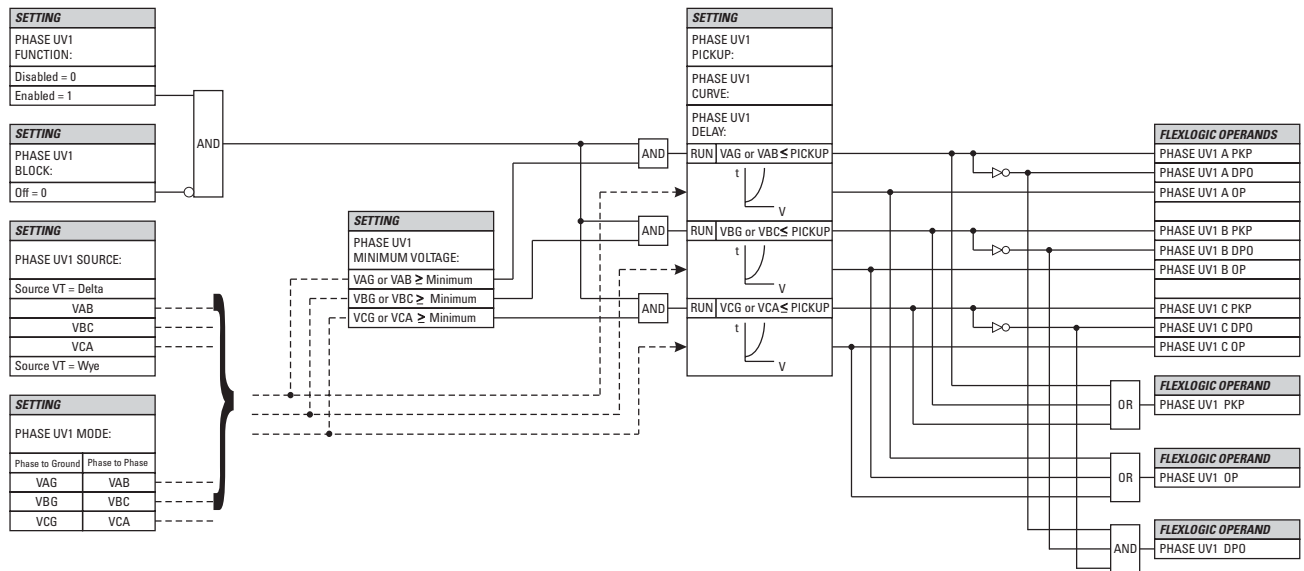 SETTING
PHASE UV1
FUNCTION:
Disabled = 0
Enabled = 1
SETTING
PHASE UV1
BLOCK:
Off = 0
AND
SETTING
PHASE UV1 SOURCE:
Source VT = Delta
VAB
VBC
VCA
Source VT = Wye
SETTING
PHASE UV1 MODE:
Phase to Ground Phase to Phase
VAG VAB
VBG VBC
VCG VCA
SETTING
PHASE UV1
MINIMUM VOLTAGE:
VAG or VAB ≥ Minimum
VBG or VBC ≥ Minimum
VCG or VCA ≥ Minimum
AND
AND
AND
SETTING
PHASE UV1
PICKUP:
PHASE UV1
CURVE:
PHASE UV1
DELAY:
RUN VAG or VAB ≤ PICKUP
t
V
RUN VBG or VBC ≤ PICKUP
t
V
RUN VCG or VCA ≤ PICKUP
t
V
FLEXLOGIC OPERANDS
PHASE UV1 A PKP
PHASE UV1 A DPO
PHASE UV1 A OP
PHASE UV1 B PKP
PHASE UV1 B DPO
PHASE UV1 B OP
PHASE UV1 C PKP
PHASE UV1 C DPO
PHASE UV1 C OP
OR
FLEXLOGIC OPERAND
PHASE UV1 PKP
OR
FLEXLOGIC OPERAND
PHASE UV1 OP
AND
FLEXLOGIC OPERAND
PHASE UV1 DPO